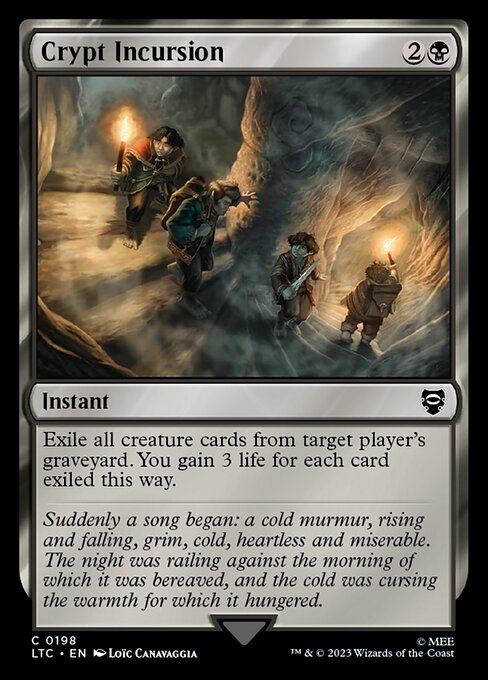 Crypt Incursion 2
Instant
Exile all creature cards from target player's
graveyard. You gain 3 life for each card
exiled this way.
Suddenly a song began: a cold murmur, rising
and falling, grim, cold, heartless and miserable.
The night was railing against the morning of
which it was bereaved, and the cold was cursing
the warmth for which it hungered.
C 0198 © MEE
LTC • EN Loïc Canavaggia ™ & © 2023 Wizards of the Coast